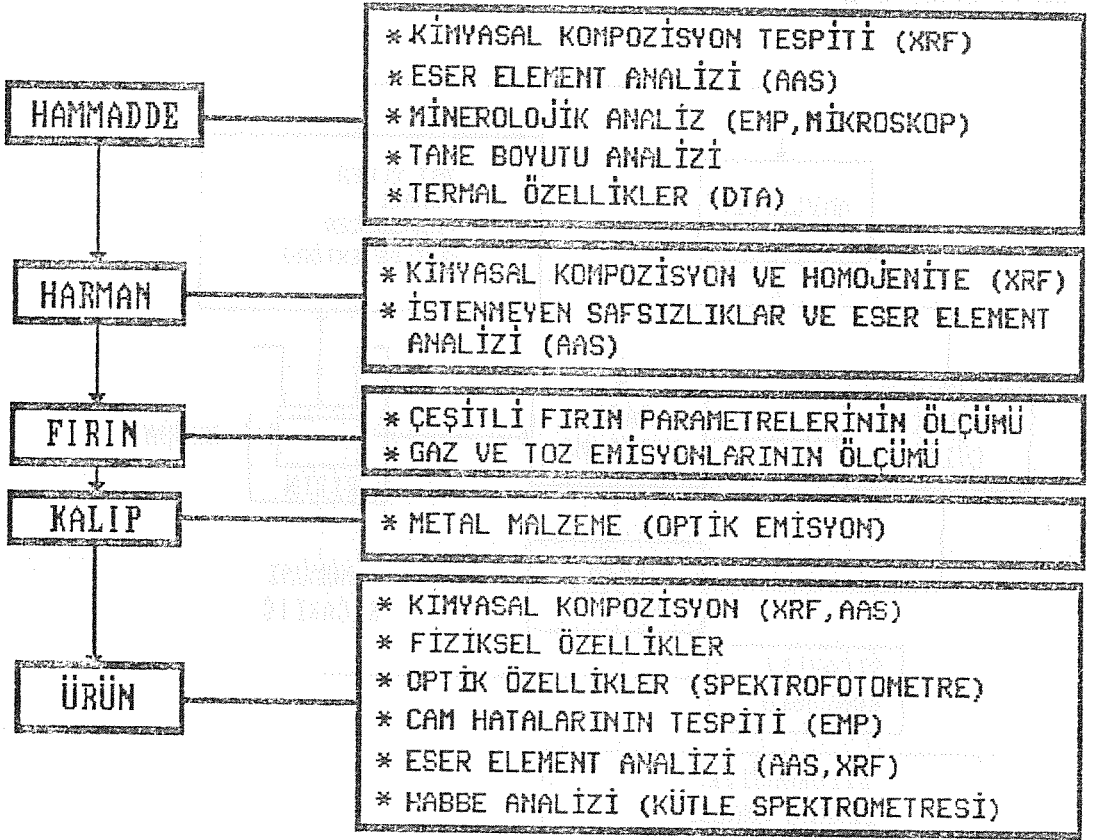 HAMMADDE
* KİMYASAL KOMPOZİSYON TESPİTİ (XRF)
* ESER ELEMENT ANALİZİ (AAS)
* MİNEROLOJİK ANALİZ (EMP,MİKROSKOP)
* TANE BOYUTU ANALİZİ
* TERMAL ÖZELLİKLER (DTA)
HARMAN
* KİMYASAL KOMPOZİSYON VE HOMOJENİTE (XRF)
* İSTENMEYEN SAFSIZLIKLAR VE ESER ELEMENT
ANALİZİ (AAS)
FIRIN
* ÇEŞİTLİ FIRIN PARAMETRELERİNİN ÖLÇÜMÜ
* GAZ VE TOZ EMİSYONLARININ ÖLÇÜMÜ
KALIP
* METAL MALZEME (OPTİK EMİSYON)
ÜRÜN
* KIMYASAL KOMPOZİSYON (XRF,AAS)
* FİZİKSEL ÖZELLİKLER
* OPTİK ÖZELLİKLER (SPEKTROFOTOMETRE)
* CAM HATALARININ TESPİTİ (EMP)
* ESER ELEMENT ANALİZİ (AAS,XRF)
* HABBE ANALİZİ (KÜTLE SPEKTROMETRESİ)